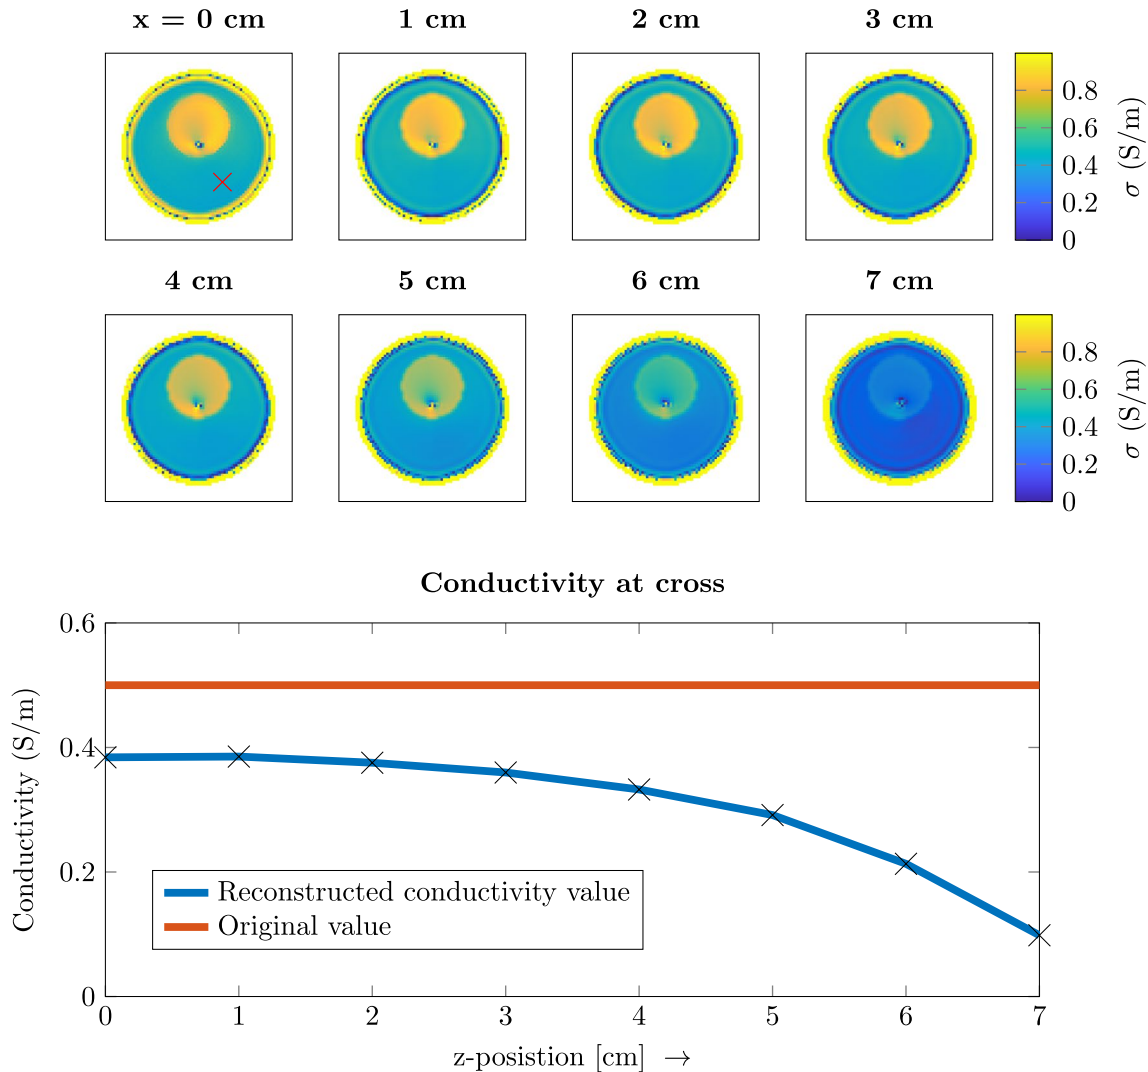 x = 0 cm
1 cm
2 cm
3 cm
0.8
0.6
0.4
0.2
0
σ (S/m)
4 cm
5 cm
6 cm
7 cm
0.8
0.6
0.4
0.2
0
σ (S/m)
Conductivity at cross
0.6
0.4
0.2
0
Conductivity (S/m)
Reconstructed conductivity value
Original value
0 1 2 3 4 5 6 7
z-posistion [cm] →